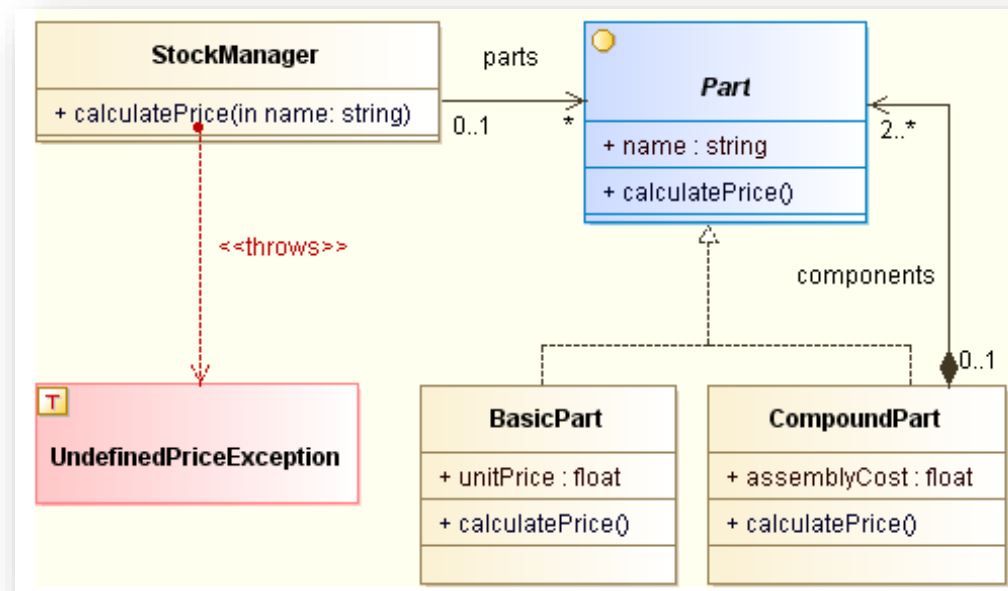 StockManager
+ calculatePrice(in name: string)
parts
0..1
*
Part
+ name : string
+ calculatePrice()
2..*
<<throws>>
components
0..1
T
UndefinedPriceException
BasicPart
+ unitPrice : float
+ calculatePrice()
CompoundPart
+ assemblyCost : float
+ calculatePrice()